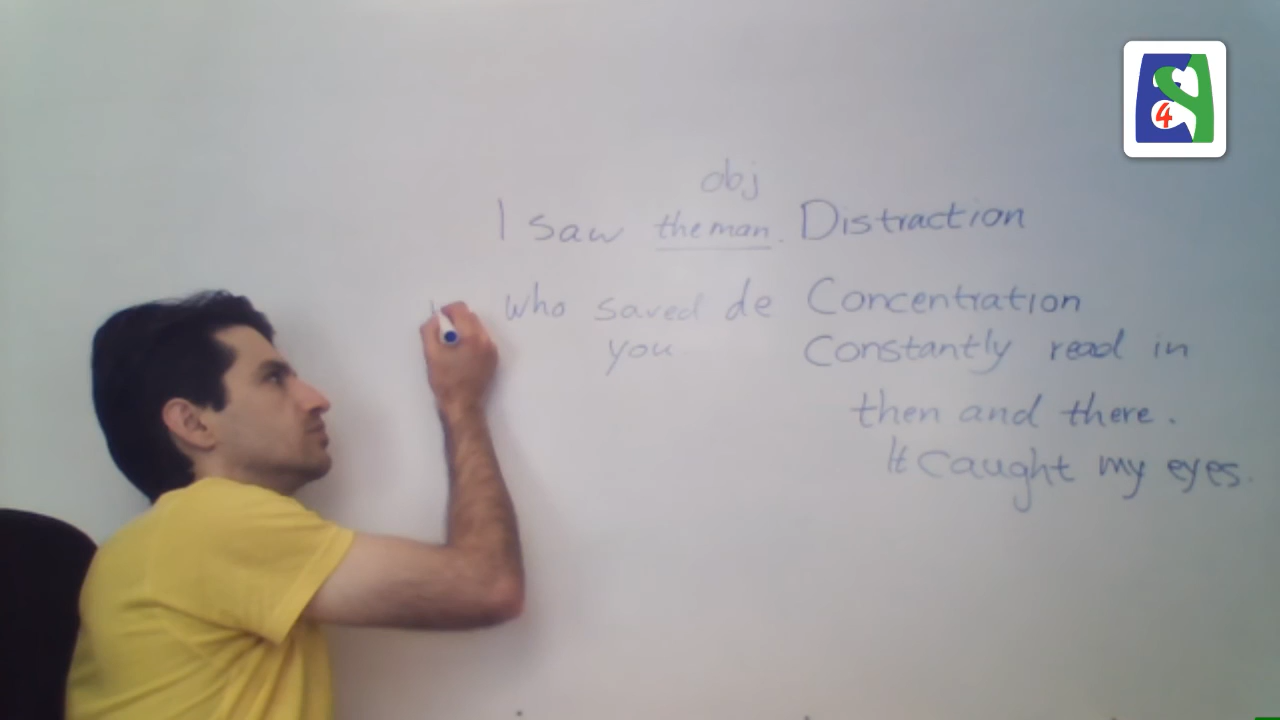 obj
I saw the man. Distraction
who saved de Concentration
you Constantly read in
then and there.
It caught my eyes.
4